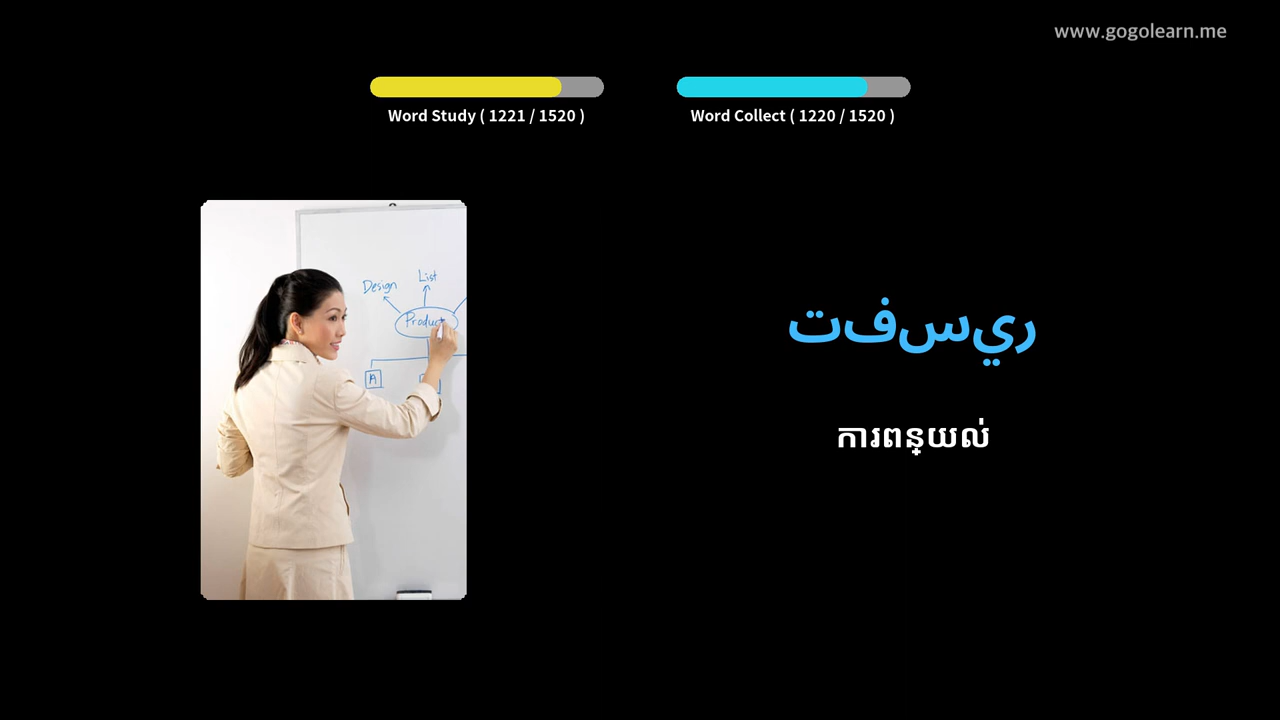 www.gogolearn.me
Word Study ( 1221 / 1520 )
Word Collect ( 1220 / 1520 )
List
Design
Product
A
تفسير
ការពន្យល់